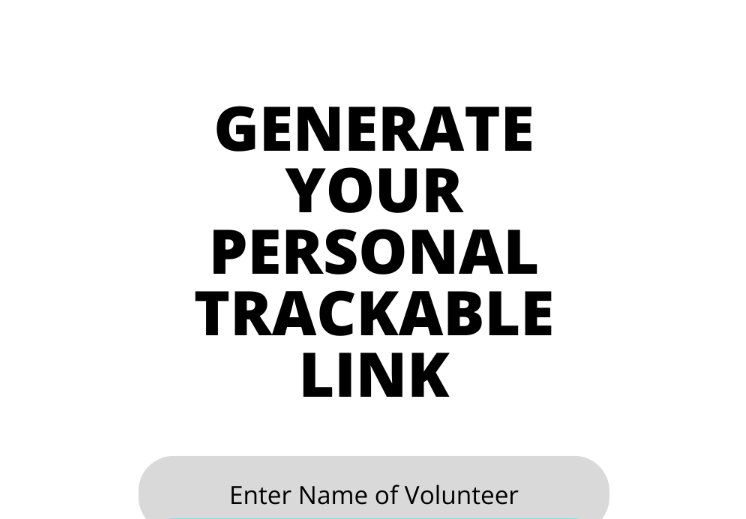 GENERATE
YOUR
PERSONAL
TRACKABLE
LINK
Enter Name of Volunteer